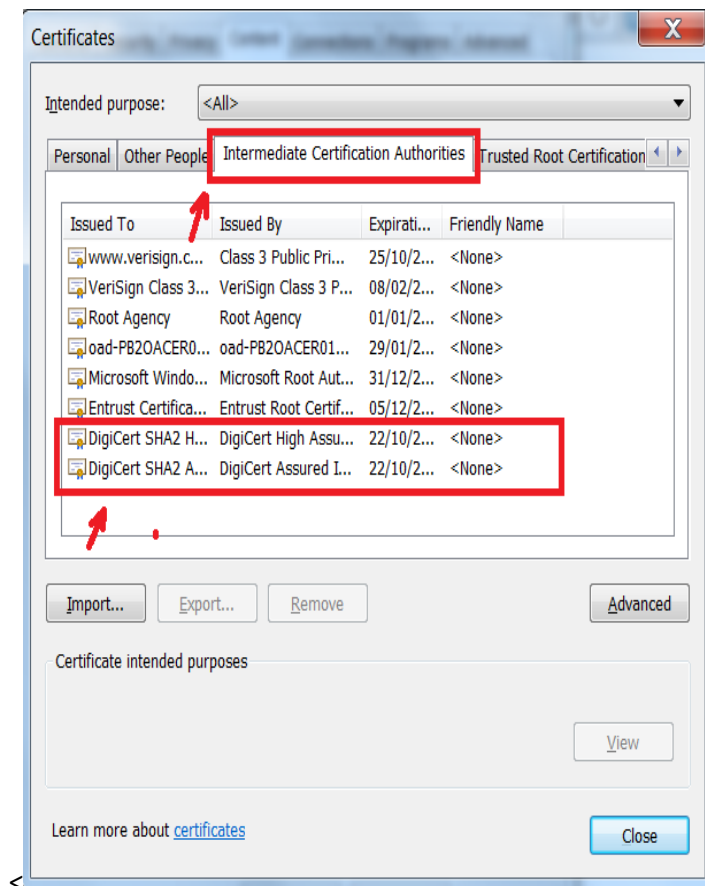 Certificates
Intended purpose: <All>
Personal Other People Intermediate Certification Authorities Trusted Root Certification
Issued To Issued By Expirati... Friendly Name
www.verisign.c... Class 3 Public Pri... 25/10/2... <None>
VeriSign Class 3... VeriSign Class 3 P... 08/02/2... <None>
Root Agency Root Agency 01/01/2... <None>
oad-PB2OACER0... oad-PB2OACER01... 29/01/2... <None>
Microsoft Windo... Microsoft Root Aut... 31/12/2... <None>
Entrust Certifica... Entrust Root Certif... 05/12/2... <None>
DigiCert SHA2 H... DigiCert High Assu... 22/10/2... <None>
DigiCert SHA2 A... DigiCert Assured I... 22/10/2... <None>
Import... Export... Remove Advanced
Certificate intended purposes
View
Learn more about certificates
Close
<